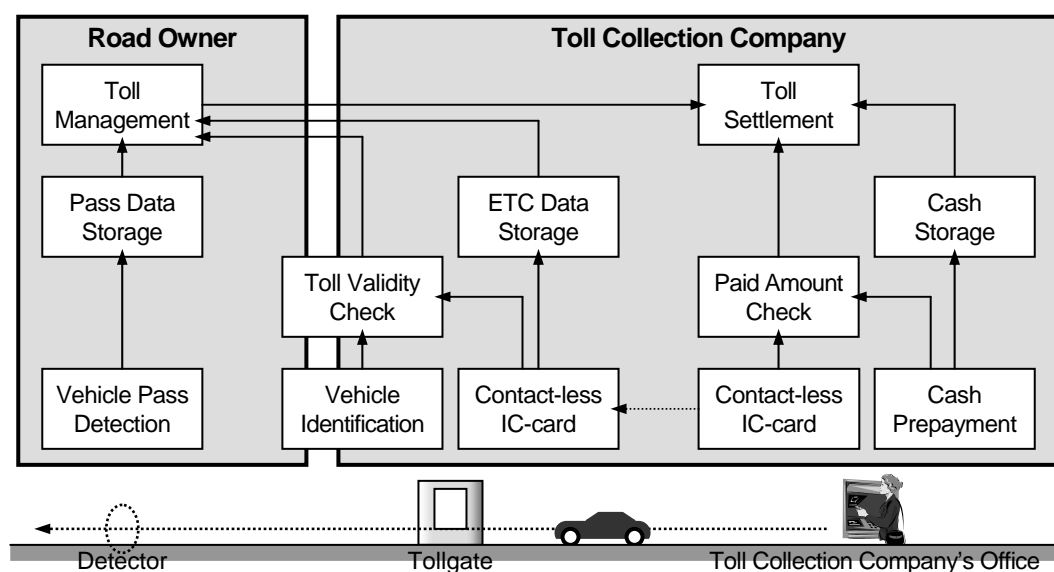 Road Owner
Toll Collection Company
Toll
Management
Toll
Settlement
Pass Data
Storage
ETC Data
Storage
Cash
Storage
Toll Validity
Check
Paid Amount
Check
Vehicle Pass
Detection
Vehicle
Identification
Contact-less
IC-card
Contact-less
IC-card
Cash
Prepayment
Detector
Tollgate
Toll Collection Company's Office